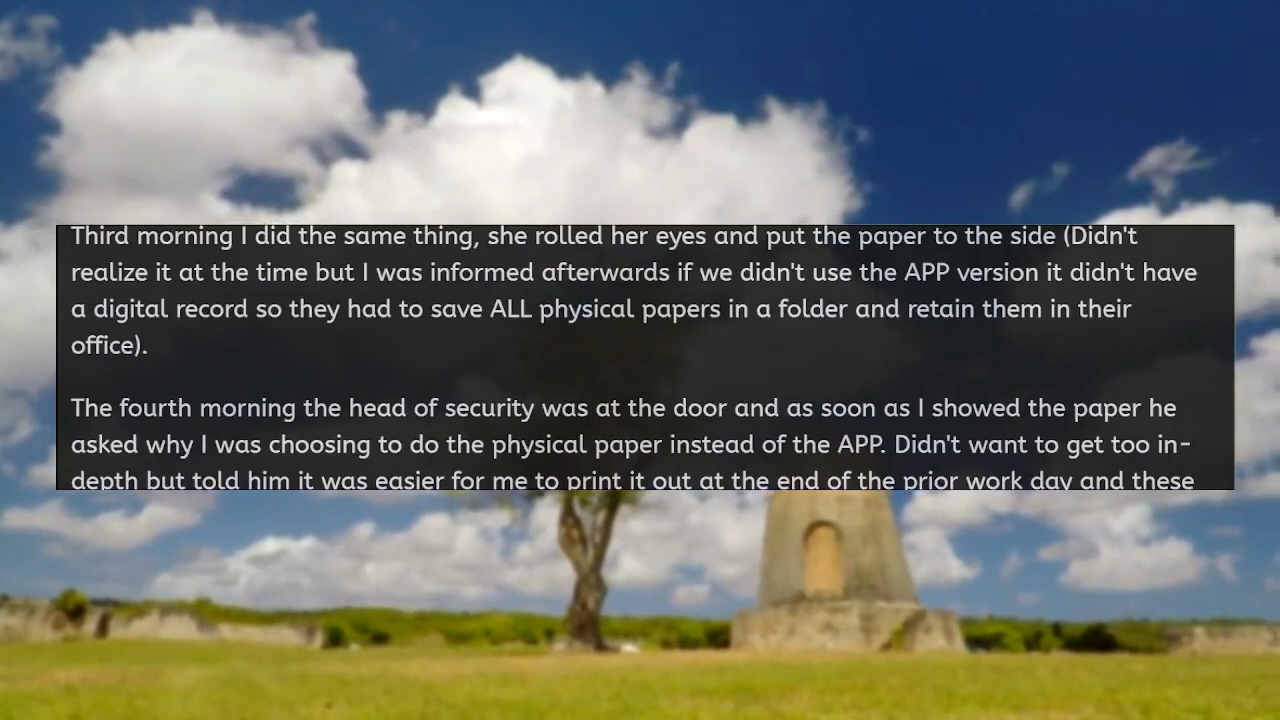 Third morning I did the same thing, she rolled her eyes and put the paper to the side (Didn't
realize it at the time but I was informed afterwards if we didn't use the APP version it didn't have
a digital record so they had to save ALL physical papers in a folder and retain them in their
office).
The fourth morning the head of security was at the door and as soon as I showed the paper he
asked why I was choosing to do the physical paper instead of the APP. Didn't want to get too in-
depth but told him it was easier for me to print it out at the end of the prior work day and these